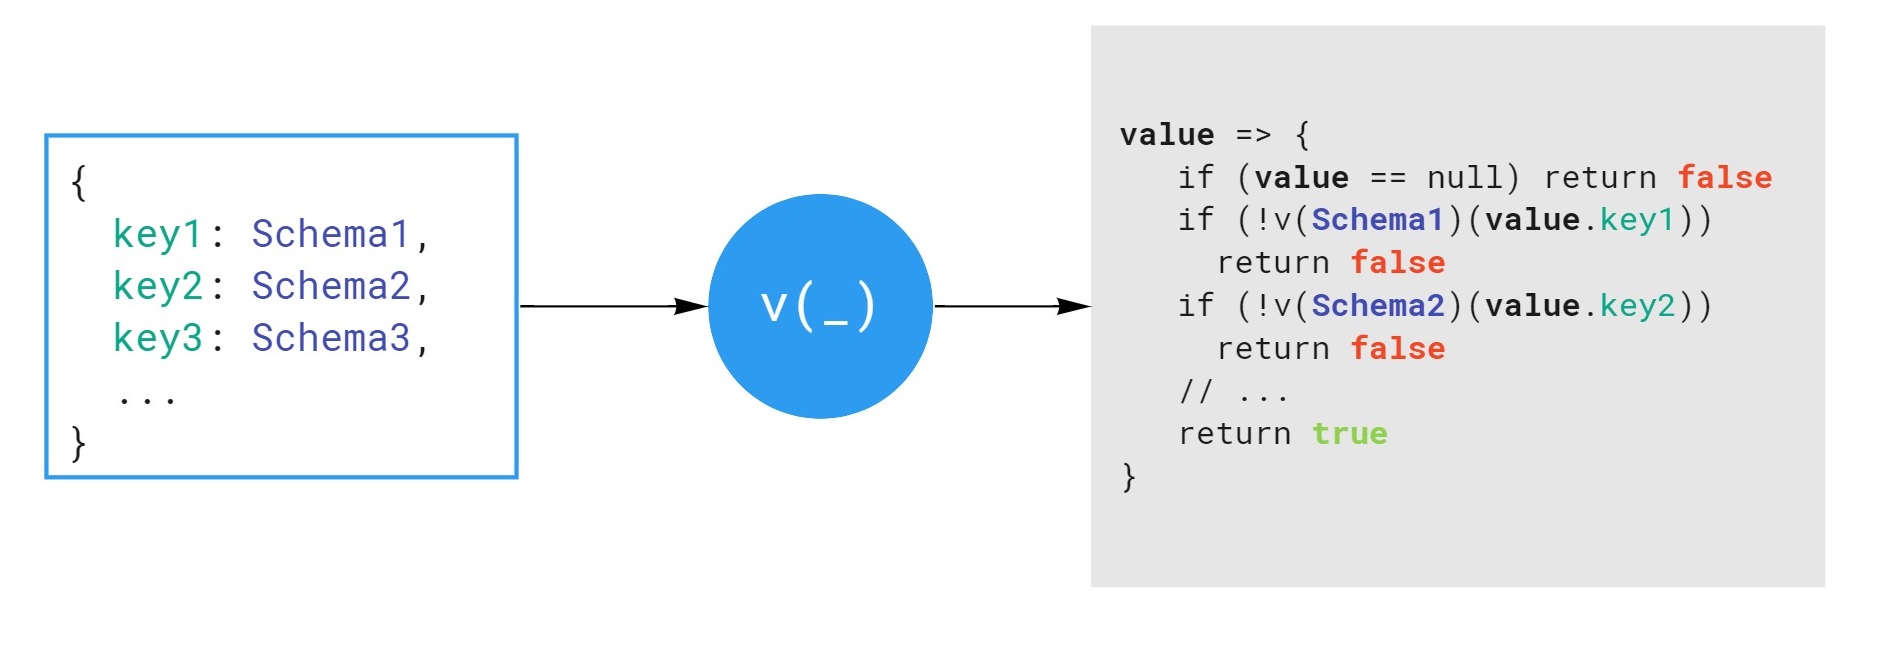 {
key1: Schema1,
key2: Schema2,
key3: Schema3,
...
}
v(_)
value => {
if (value == null) return false
if (!v(Schema1)(value.key1))
return false
if (!v(Schema2)(value.key2))
return false
// ...
return true
}